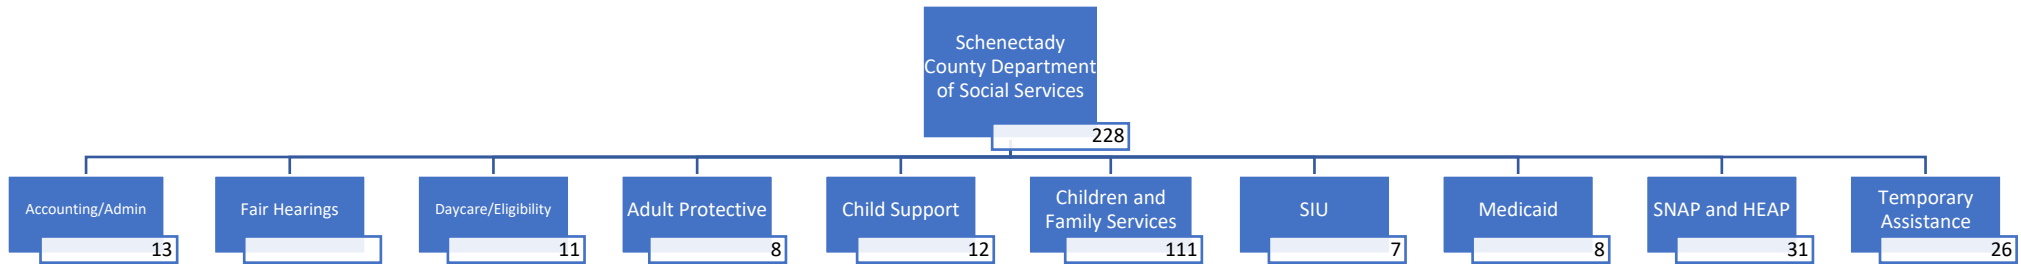 Schenectady
County Department
of Social Services
228
Accounting/Admin
13
Fair Hearings
Daycare/Eligibility
11
Adult Protective
8
Child Support
12
Children and
Family Services
111
SIU
7
Medicaid
8
SNAP and HEAP
31
Temporary
Assistance
26